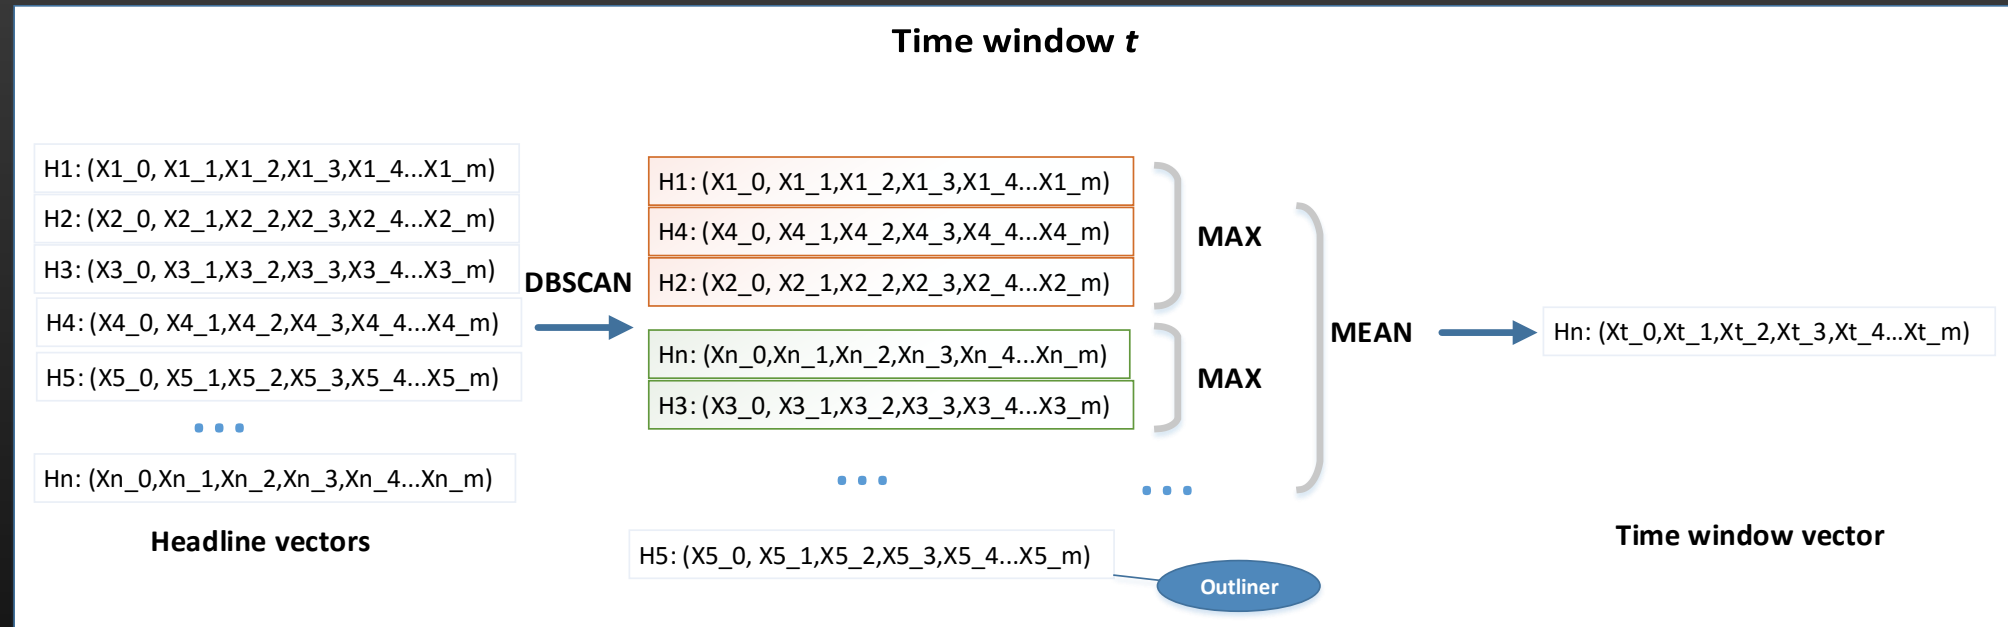 Time window t
H1: (X1_0, X1_1,X1_2,X1_3,X1_4...X1_m)
H2: (X2_0, X2_1,X2_2,X2_3,X2_4...X2_m)
H3: (X3_0, X3_1,X3_2,X3_3,X3_4...X3_m)
H4: (X4_0, X4_1,X4_2,X4_3,X4_4...X4_m)
H5: (X5_0, X5_1,X5_2,X5_3,X5_4...X5_m)
...
Hn: (Xn_0,Xn_1,Xn_2,Xn_3,Xn_4...Xn_m)
Headline vectors
DBSCAN
H1: (X1_0, X1_1,X1_2,X1_3,X1_4...X1_m)
H4: (X4_0, X4_1,X4_2,X4_3,X4_4...X4_m)
H2: (X2_0, X2_1,X2_2,X2_3,X2_4...X2_m)
MAX
Hn: (Xn_0,Xn_1,Xn_2,Xn_3,Xn_4...Xn_m)
H3: (X3_0, X3_1,X3_2,X3_3,X3_4...X3_m)
MAX
...
...
H5: (X5_0, X5_1,X5_2,X5_3,X5_4...X5_m)
Outliner
MEAN
Hn: (Xt_0,Xt_1,Xt_2,Xt_3,Xt_4...Xt_m)
Time window vector